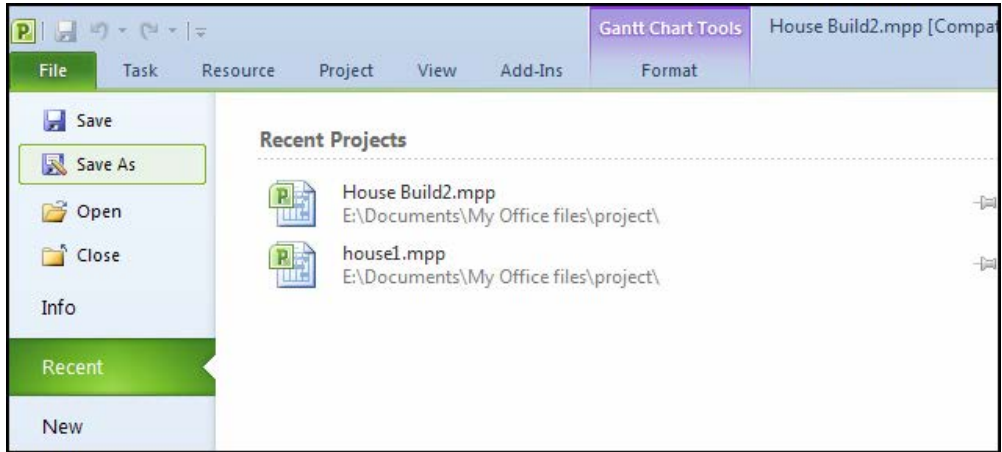 Gantt Chart Tools House Build2.mpp [Compat
File Task Resource Project View Add-Ins Format
Save
Save As
Open
Close
Info
Recent
New
Recent Projects
House Build2.mpp
E:\Documents\My Office files\project\
house1.mpp
E:\Documents\My Office files\project\